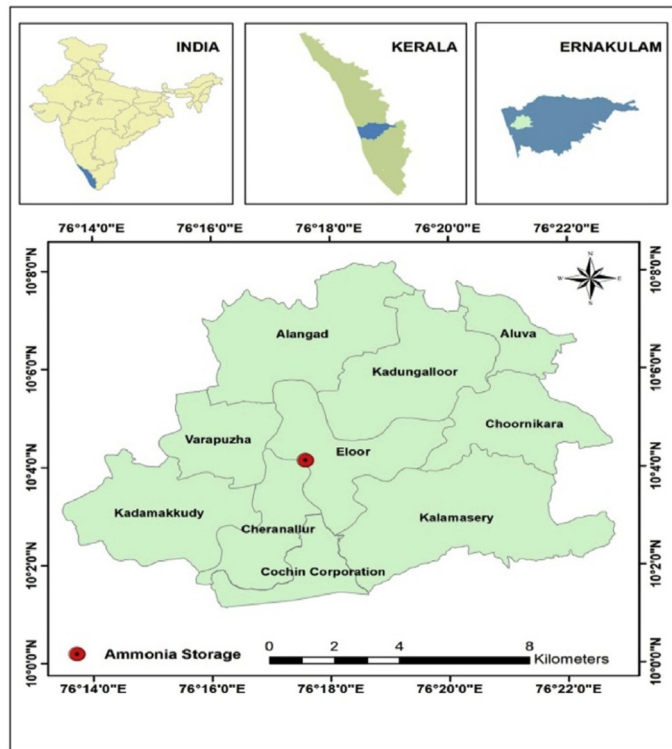 INDIA
KERALA
ERNAKULAM
76°14'0"E 76°16'0"E 76°18'0"E 76°20'0"E 76°22'0"E
10°8'0"N
10°8'0"N
N
W E
S
Alangad
Aluva
10°6'0"N
10°6'0"N
Kadungalloor
Choornikara
Varapuzha
Eloor
10°4'0"N
10°4'0"N
Kadamakkudy
Kalamasery
Cheranallur
10°2'0"N
10°2'0"N
Cochin Corporation
Ammonia Storage
0 2 4 8
Kilometers
10°0'0"N
10°0'0"N
76°14'0"E 76°16'0"E 76°18'0"E 76°20'0"E 76°22'0"E